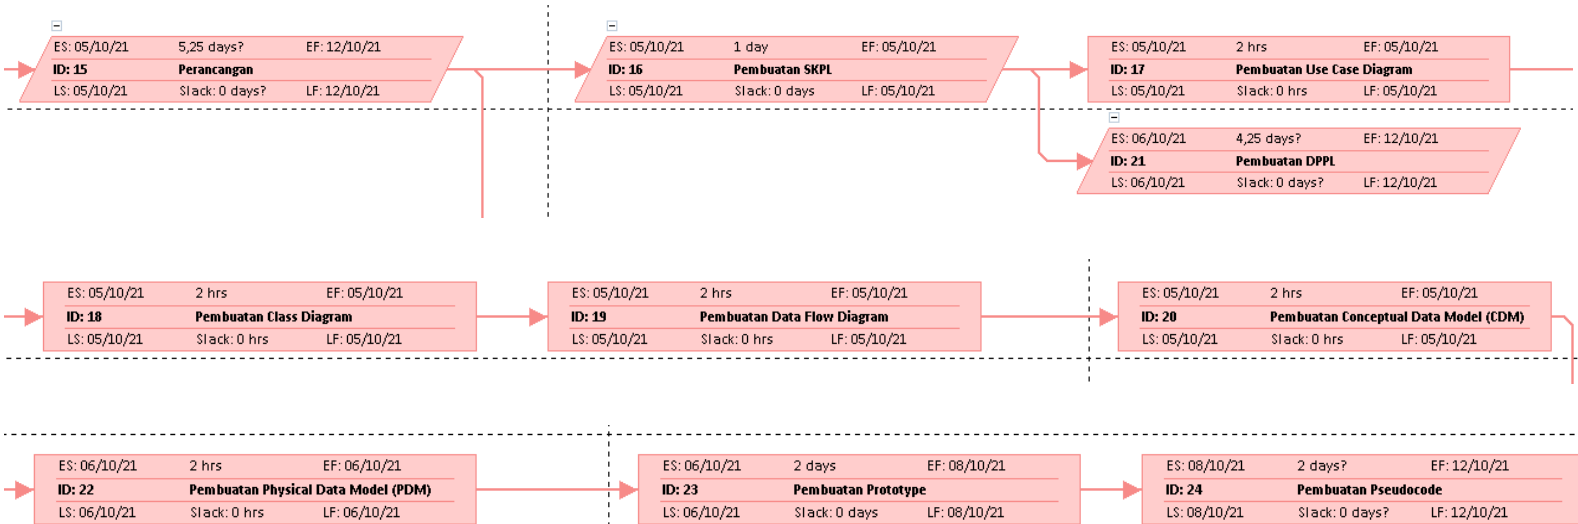 ES: 05/10/21 5,25 days? EF: 12/10/21
ID: 15 Perancangan
LS: 05/10/21 Slack: 0 days? LF: 12/10/21
ES: 05/10/21 1 day EF: 05/10/21
ID: 16 Pembuatan SKPL
LS: 05/10/21 Slack: 0 days LF: 05/10/21
ES: 05/10/21 2 hrs EF: 05/10/21
ID: 17 Pembuatan Use Case Diagram
LS: 05/10/21 Slack: 0 hrs LF: 05/10/21
ES: 06/10/21 4,25 days? EF: 12/10/21
ID: 21 Pembuatan DPPL
LS: 06/10/21 Slack: 0 days? LF: 12/10/21
ES: 05/10/21 2 hrs EF: 05/10/21
ID: 18 Pembuatan Class Diagram
LS: 05/10/21 Slack: 0 hrs LF: 05/10/21
ES: 05/10/21 2 hrs EF: 05/10/21
ID: 19 Pembuatan Data Flow Diagram
LS: 05/10/21 Slack: 0 hrs LF: 05/10/21
ES: 05/10/21 2 hrs EF: 05/10/21
ID: 20 Pembuatan Conceptual Data Model (CDM)
LS: 05/10/21 Slack: 0 hrs LF: 05/10/21
ES: 06/10/21 2 hrs EF: 06/10/21
ID: 22 Pembuatan Physical Data Model (PDM)
LS: 06/10/21 Slack: 0 hrs LF: 06/10/21
ES: 06/10/21 2 days EF: 08/10/21
ID: 23 Pembuatan Prototype
LS: 06/10/21 Slack: 0 days LF: 08/10/21
ES: 08/10/21 2 days? EF: 12/10/21
ID: 24 Pembuatan Pseudocode
LS: 08/10/21 Slack: 0 days? LF: 12/10/21